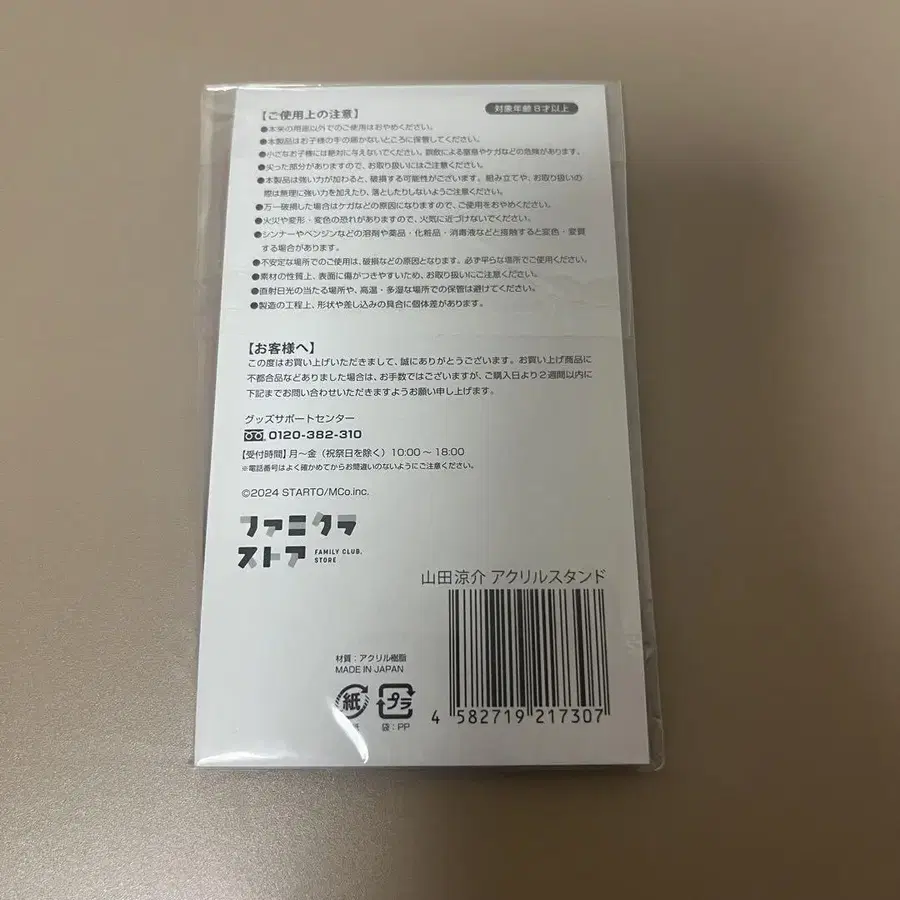 【ご使用上の注意】
対象年齢 8才以上
●本来の用途以外でのご使用はおやめください。
●本製品はお子様の手の届かないところに保管してください。
●小さなお子様には絶対に与えないでください。誤飲による窒息やケガなどの危険があります。
●尖った部分がありますので、お取り扱いにはご注意ください。
●本製品は強い力が加わると、破損する可能性がございます。組み立てや、お取り扱いの
際は無理に強い力を加えたり、落としたりしないようご注意ください。
●万一破損した場合はケガなどの原因になりますので、ご使用をおやめください。
●火災や変形・変色の恐れがありますので、火気に近づけないでください。
●シンナーやベンジンなどの溶剤や薬品・化粧品・消毒液などと接触すると変色・変質
する場合があります。
●不安定な場所でのご使用は、破損などの原因となります。必ず平らな場所でご使用ください。
●素材の性質上、表面に傷がつきやすいため、お取り扱いにご注意ください。
●直射日光の当たる場所や、高温・多湿な場所での保管は避けてください。
●製造の工程上、形状や差し込みの具合に個体差があります。
【お客様へ】
この度はお買い上げいただきまして、誠にありがとうございます。お買い上げ商品に
不都合品などありました場合は、お手数ではございますが、ご購入日より2週間以内に
下記までお問い合わせいただきますようお願い申し上げます。
グッズサポートセンター
0120-382-310
【受付時間】月～金（祝祭日を除く）10:00～18:00
※電話番号はよく確かめてからお間違いのないようにご注意ください。
©2024 STARTO/MCo.inc.
ファミクラ
ストア FAMILY CLUB,
STORE
山田涼介 アクリルスタンド
材質：アクリル樹脂
MADE IN JAPAN
紙 プラ
袋：PP
4 582719 217307